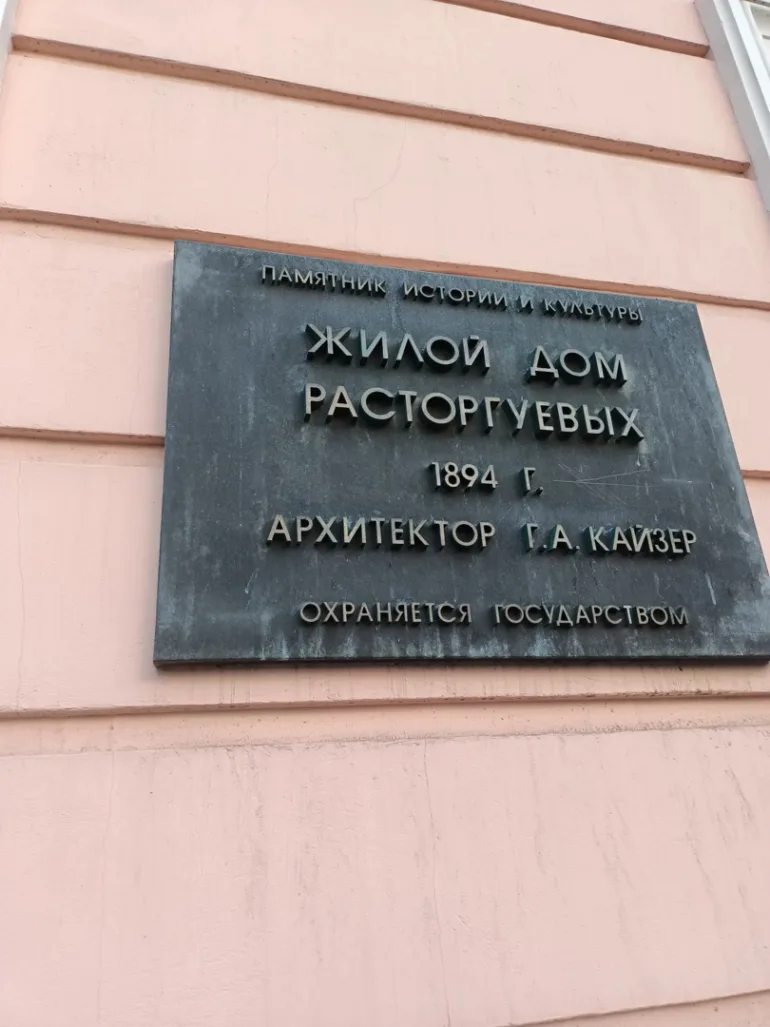 ПАМЯТНИК ИСТОРИИ И КУЛЬТУРЫ
ЖИЛОЙ ДОМ
РАСТОРГУЕВЫХ
1894 Г.
АРХИТЕКТОР Г.А. КАЙЗЕР
ОХРАНЯЕТСЯ ГОСУДАРСТВОМ